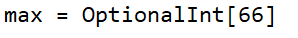 max = OptionalInt[66]